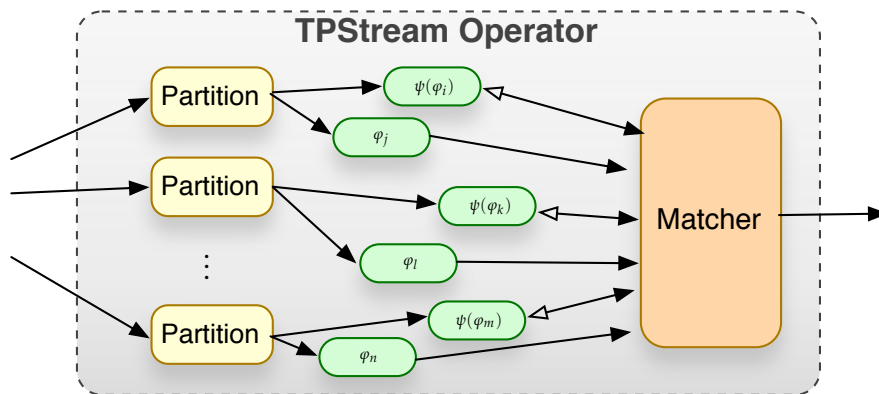 TPStream Operator
Partition
ψ(φᵢ)
φⱼ
Partition
ψ(φₖ)
φₗ
Matcher
⋮
Partition
ψ(φₘ)
φₙ